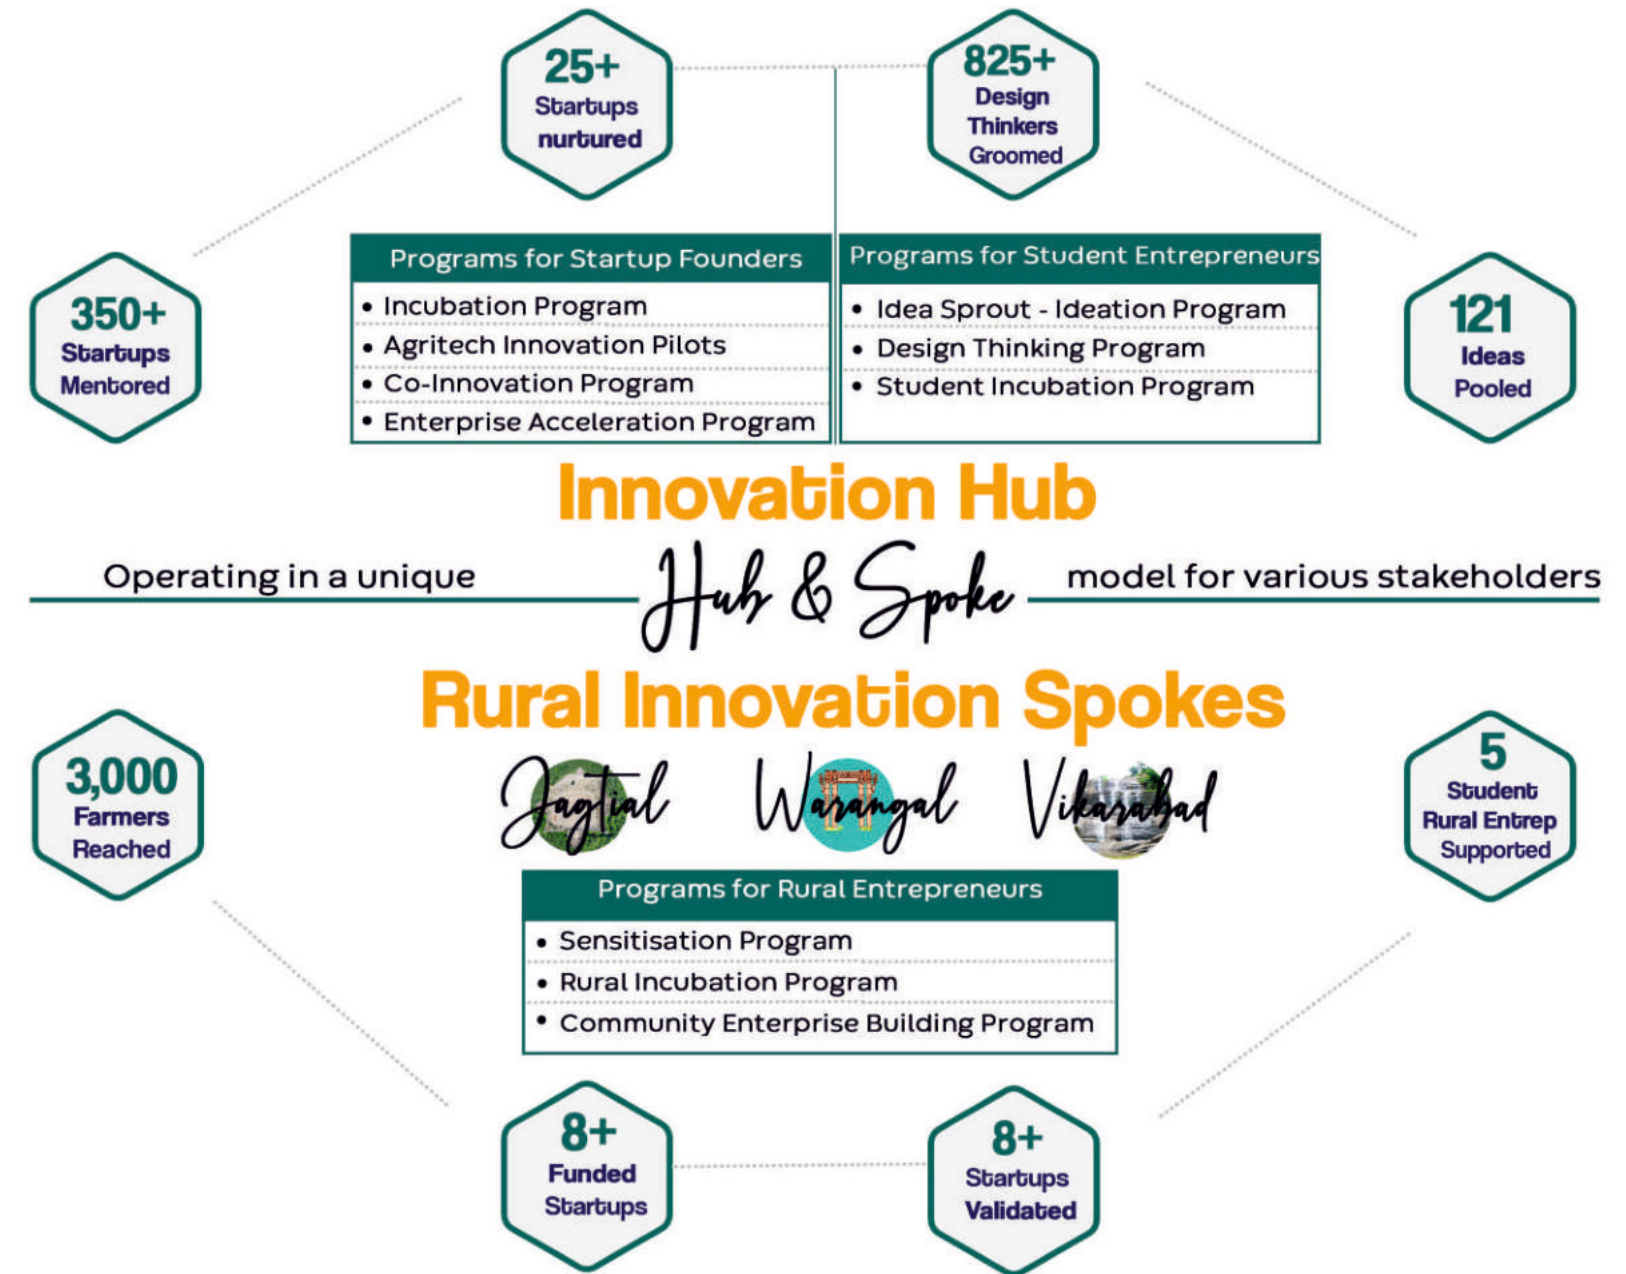 25+
Startups
nurtured
825+
Design
Thinkers
Groomed
350+
Startups
Mentored
Programs for Startup Founders
• Incubation Program
• Agritech Innovation Pilots
• Co-Innovation Program
• Enterprise Acceleration Program
Programs for Student Entrepreneurs
• Idea Sprout - Ideation Program
• Design Thinking Program
• Student Incubation Program
121
Ideas
Pooled
Innovation Hub
Operating in a unique Hub & Spoke model for various stakeholders
Rural Innovation Spokes
3,000
Farmers
Reached
Jagtial Warangal Vikarabad
5
Student
Rural Entrep
Supported
Programs for Rural Entrepreneurs
• Sensitisation Program
• Rural Incubation Program
• Community Enterprise Building Program
8+
Funded
Startups
8+
Startups
Validated